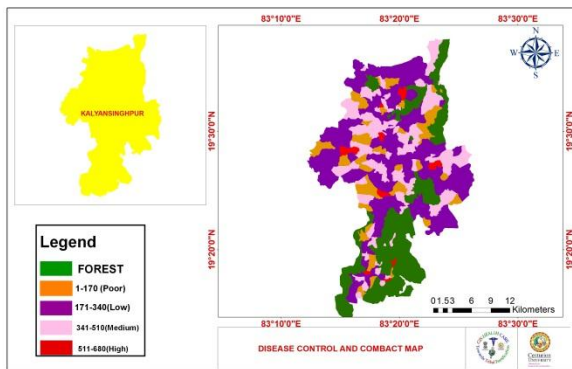 83°10'0"E 83°20'0"E 83°30'0"E
KALYANSINGHPUR
N
W E
S
19°30'0"N
19°20'0"N
19°30'0"N
19°20'0"N
Legend
FOREST
1-170 (Poor)
171-340(Low)
341-510(Medium)
511-680(High)
0 1.5 3 6 9 12
Kilometers
83°10'0"E 83°20'0"E 83°30'0"E
DISEASE CONTROL AND COMBACT MAP
Centurion
UNIVERSITY